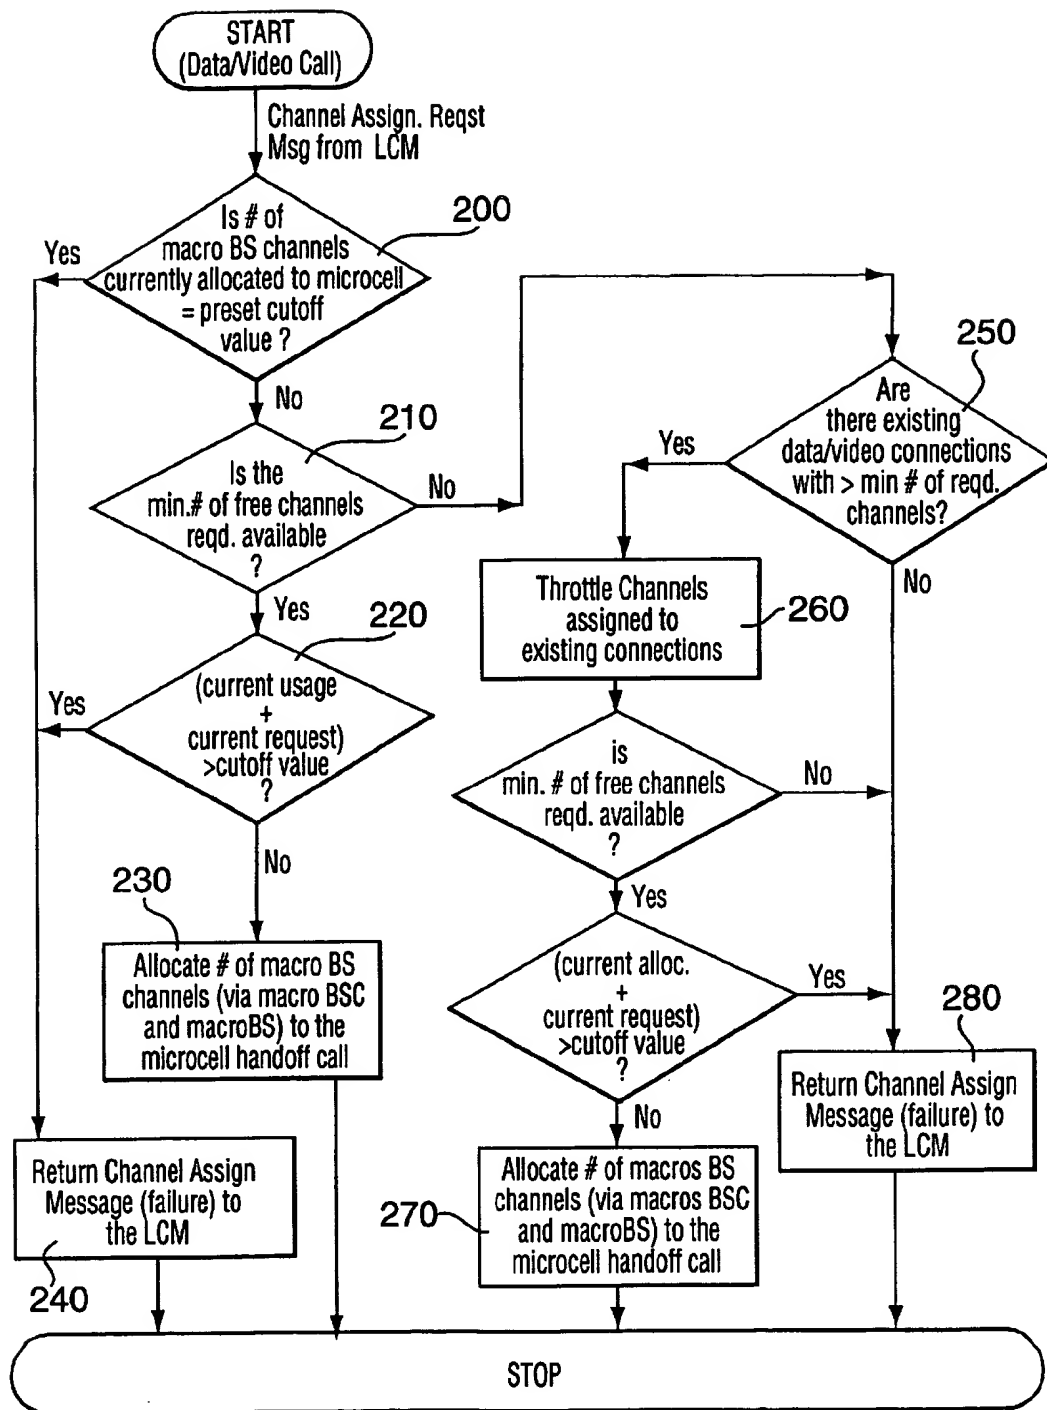 START
(Data/Video Call)
Channel Assign. Reqst
Msg from LCM
200
Is # of
macro BS channels
currently allocated to microcell
= preset cutoff
value ?
Yes
No
210
Is the
min.# of free channels
reqd. available
?
No
Yes
220
(current usage
+
current request)
>cutoff value
?
Yes
No
230
Allocate # of macro BS
channels (via macro BSC
and macroBS) to the
microcell handoff call
Return Channel Assign
Message (failure) to
the LCM
240
250
Are
there existing
data/video connections
with > min # of reqd.
channels?
Yes
No
Throttle Channels
assigned to
existing connections
260
is
min. # of free channels
reqd. available
?
No
Yes
(current alloc.
+
current request)
>cutoff value
?
Yes
No
Allocate # of macros BS
channels (via macros BSC
and macroBS) to the
microcell handoff call
270
280
Return Channel Assign
Message (failure) to
the LCM
STOP